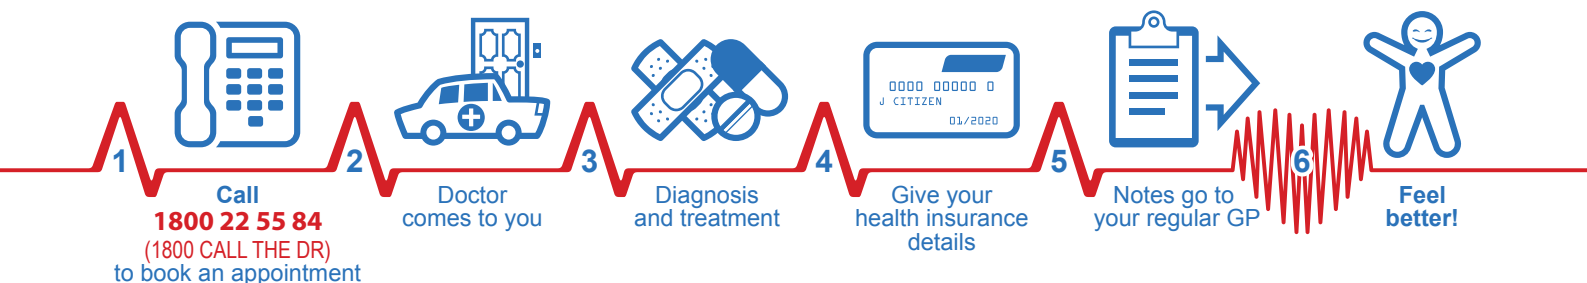 1
Call
1800 22 55 84
(1800 CALL THE DR)
to book an appointment
2
Doctor
comes to you
3
Diagnosis
and treatment
4
0000 00000 0
J CITIZEN
01/2020
Give your
health insurance
details
5
Notes go to
your regular GP
6
Feel
better!